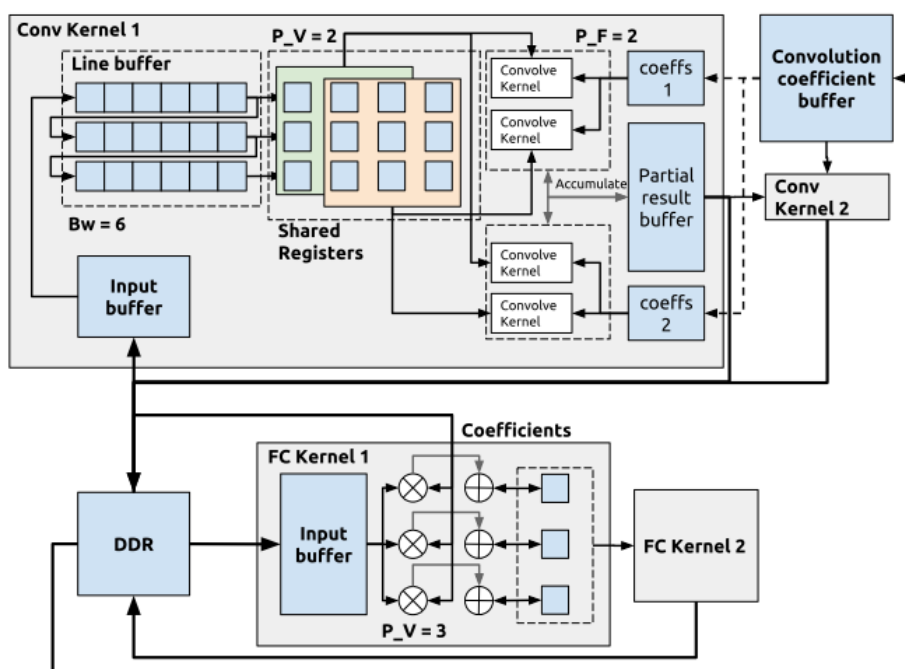 Conv Kernel 1
P_V = 2
P_F = 2
Line buffer
Convolve
Kernel
coeffs
1
Convolution
coefficient
buffer
Convolve
Kernel
Partial
result
buffer
Accumulate
Conv
Kernel 2
Bw = 6
Shared
Registers
Convolve
Kernel
Input
buffer
Convolve
Kernel
coeffs
2
Coefficients
FC Kernel 1
DDR
Input
buffer
FC Kernel 2
P_V = 3